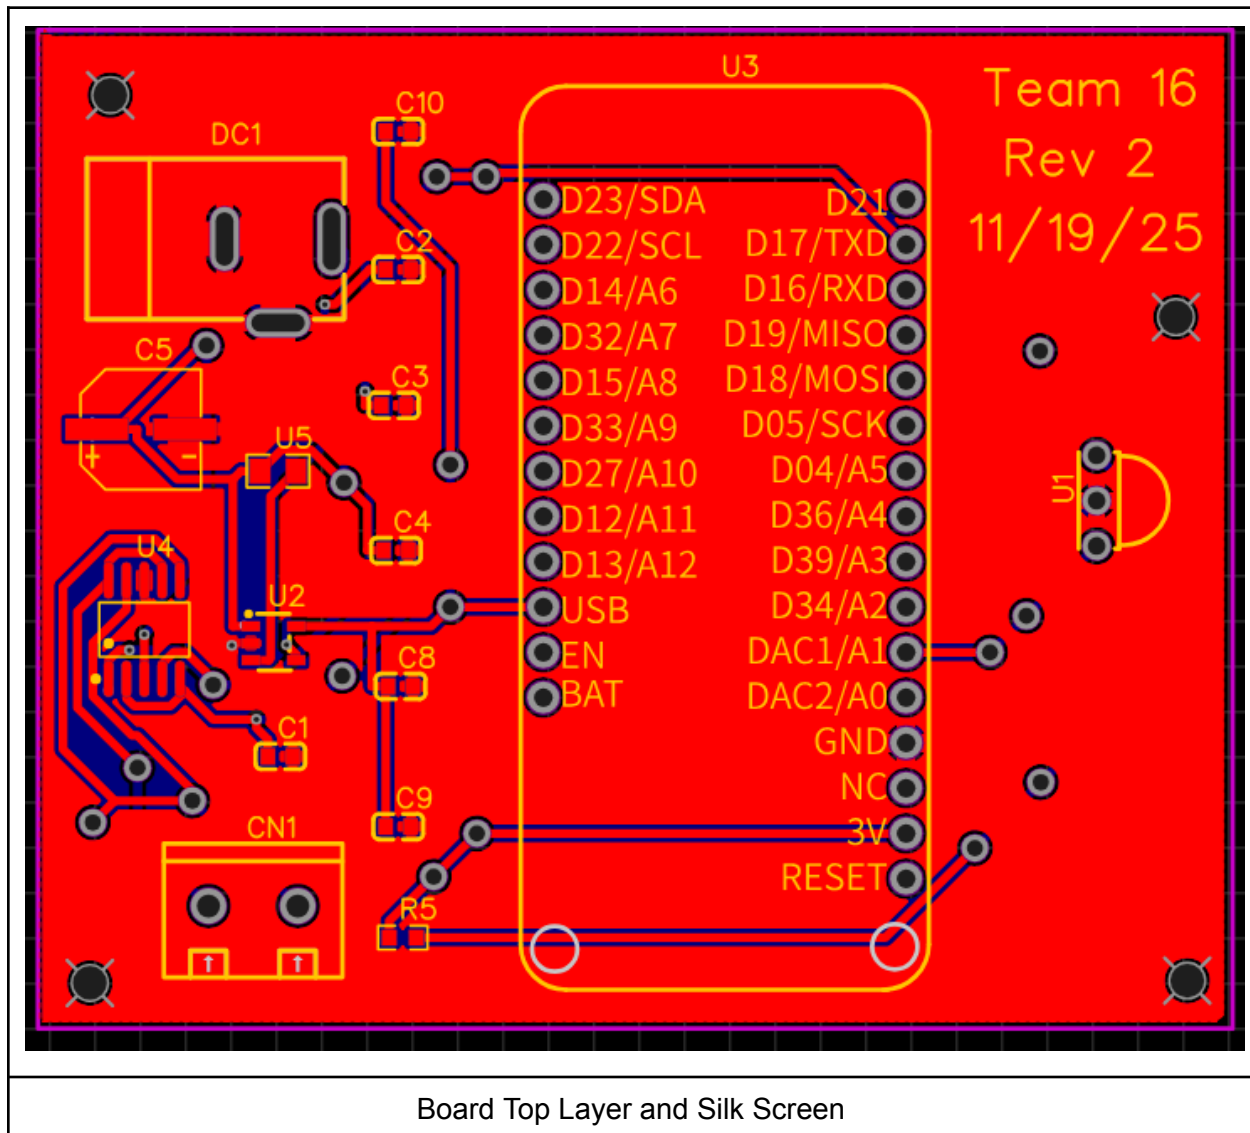 U3
Team 16
Rev 2
11/19/25
C10
DC1
D23/SDA
D21
D22/SCL
D17/TXD
C2
D14/A6
D16/RXD
D32/A7
D19/MISO
C5
C3
D15/A8
D18/MOSI
+
-
U5
D33/A9
D05/SCK
D27/A10
D04/A5
U1
C4
D12/A11
D36/A4
U4
D13/A12
D39/A3
U2
USB
D34/A2
C8
EN
DAC1/A1
BAT
DAC2/A0
C1
GND
NC
C9
CN1
3V
RESET
R5
↑ ↑
Board Top Layer and Silk Screen